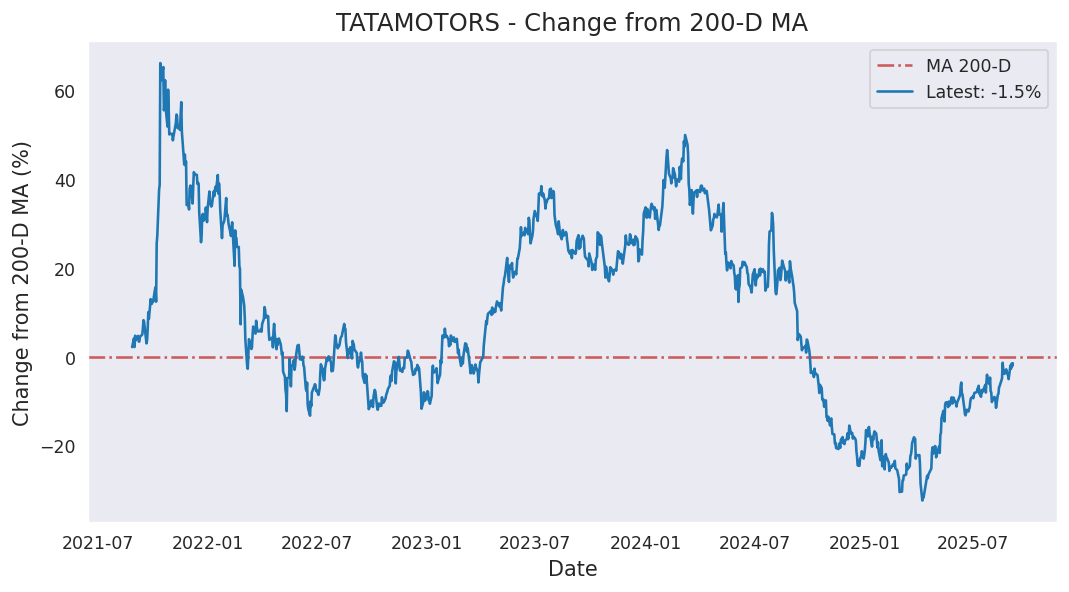 TATAMOTORS - Change from 200-D MA
MA 200-D
Latest: -1.5%
Change from 200-D MA (%)
60
40
20
0
−20
2021-07
2022-01
2022-07
2023-01
2023-07
2024-01
2024-07
2025-01
2025-07
Date